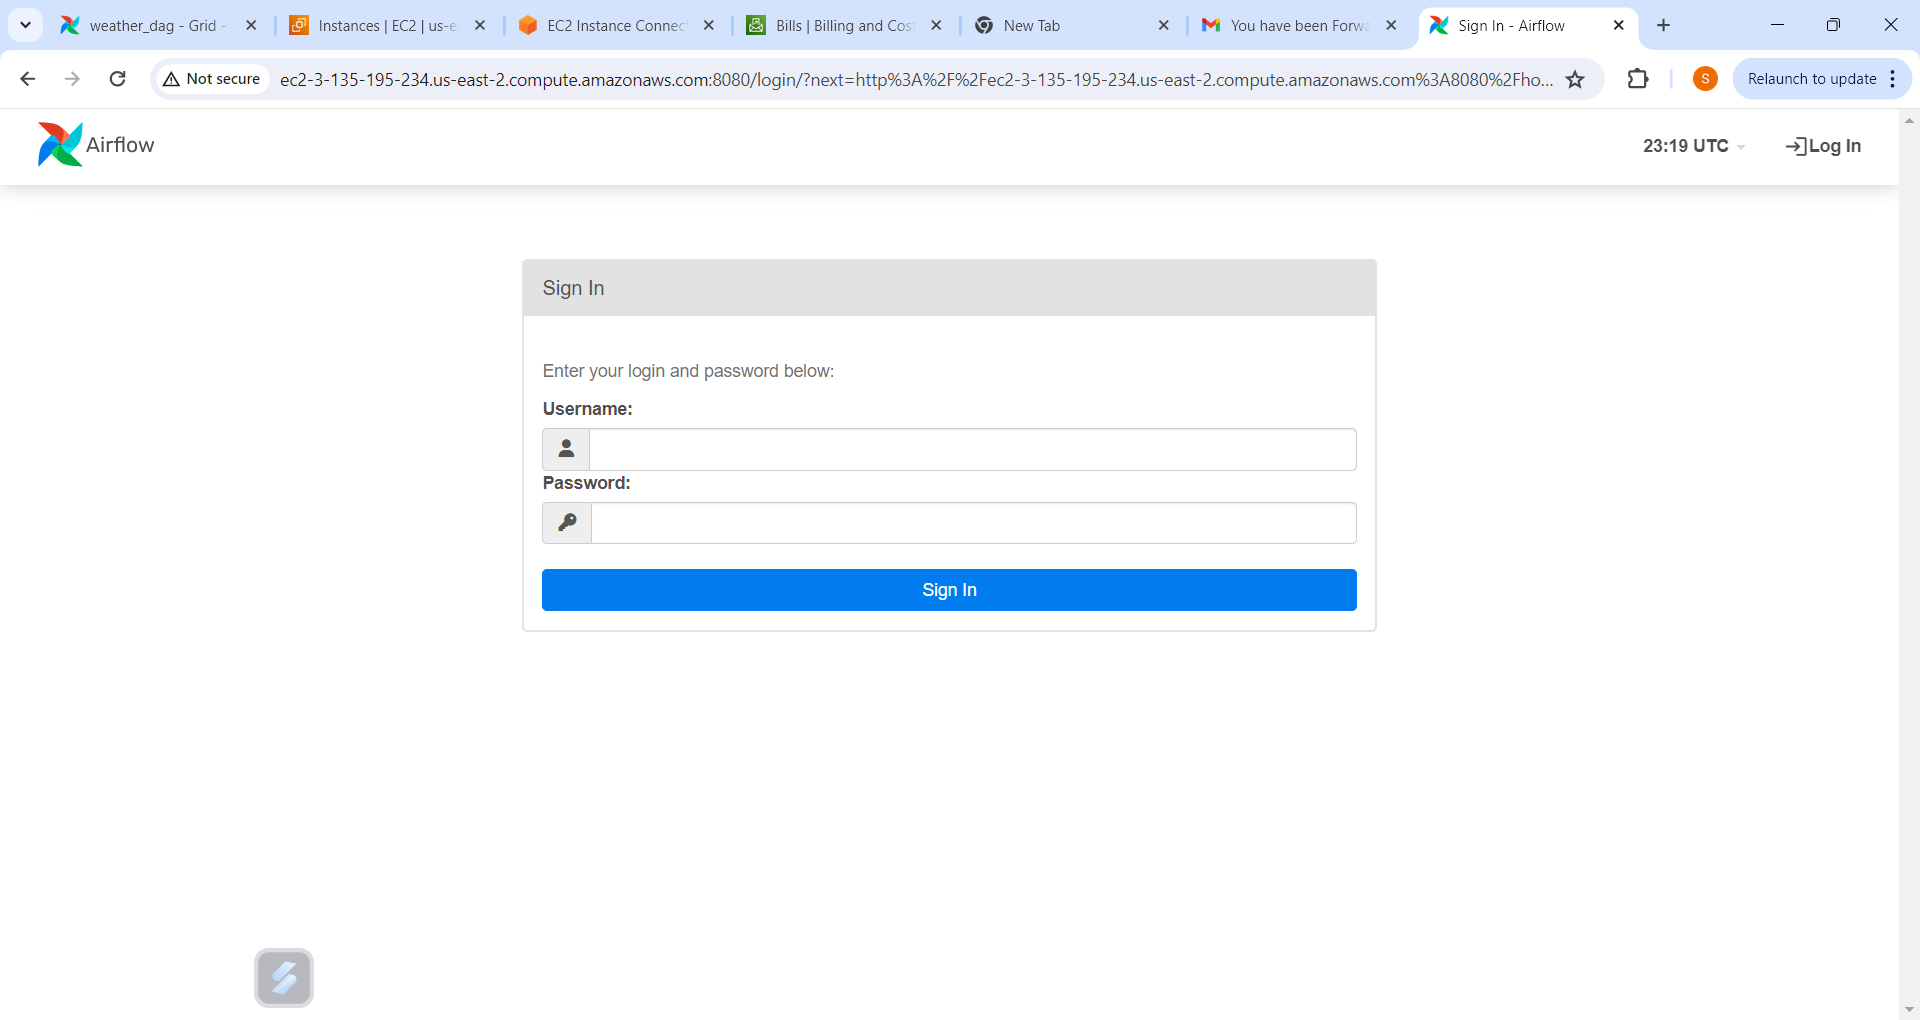 weather_dag - Grid -
Instances | EC2 | us-e
EC2 Instance Connec
Bills | Billing and Cos
New Tab
You have been Forwa
Sign In - Airflow
Not secure
ec2-3-135-195-234.us-east-2.compute.amazonaws.com:8080/login/?next=http%3A%2F%2Fec2-3-135-195-234.us-east-2.compute.amazonaws.com%3A8080%2Fho...
S
Relaunch to update
Airflow
23:19 UTC
Log In
Sign In
Enter your login and password below:
Username:
Password:
Sign In